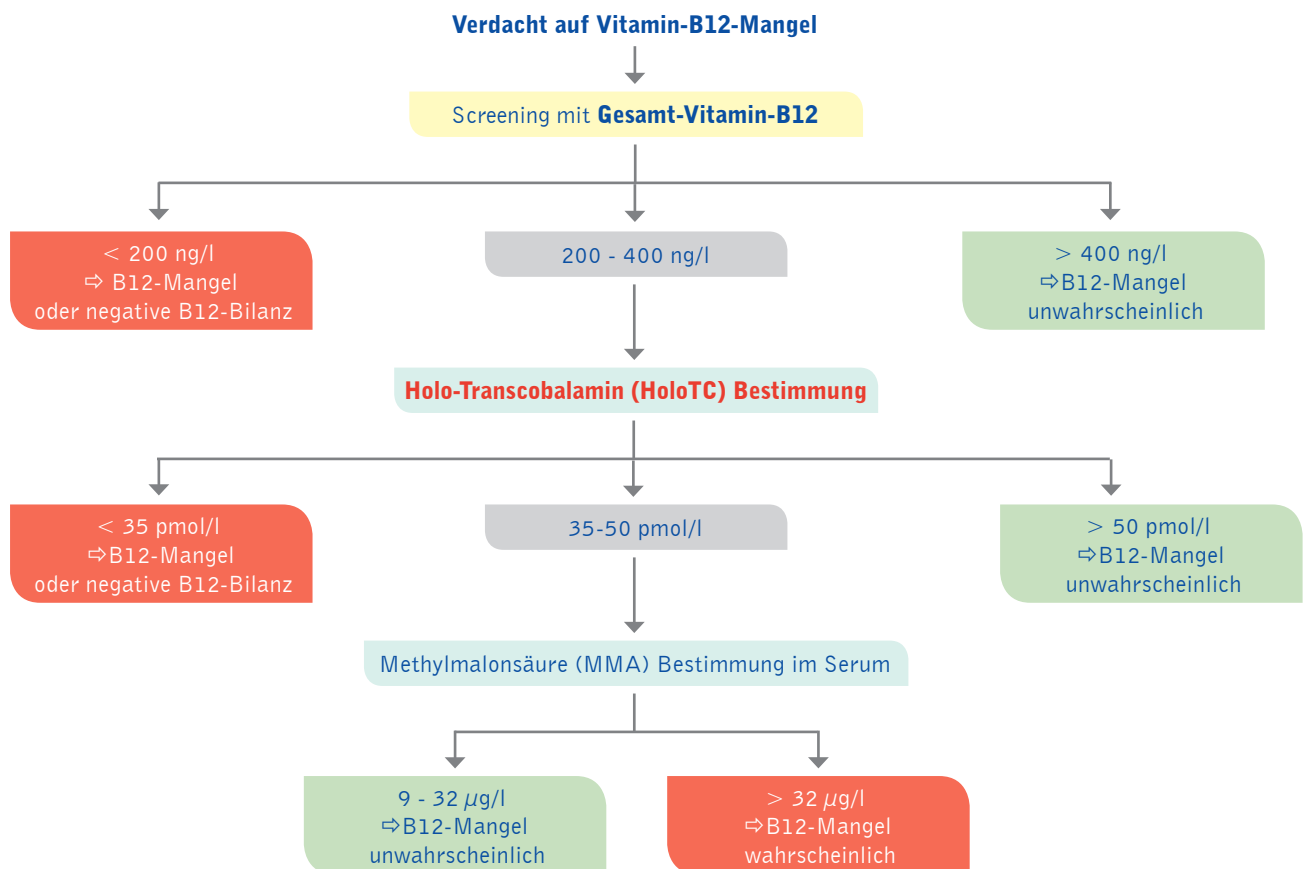 Verdacht auf Vitamin-B12-Mangel
Screening mit Gesamt-Vitamin-B12
< 200 ng/l
⇨ B12-Mangel
oder negative B12-Bilanz
200 - 400 ng/l
> 400 ng/l
⇨B12-Mangel
unwahrscheinlich
Holo-Transcobalamin (HoloTC) Bestimmung
< 35 pmol/l
⇨B12-Mangel
oder negative B12-Bilanz
35-50 pmol/l
> 50 pmol/l
⇨B12-Mangel
unwahrscheinlich
Methylmalonsäure (MMA) Bestimmung im Serum
9 - 32 µg/l
⇨B12-Mangel
unwahrscheinlich
> 32 µg/l
⇨B12-Mangel
wahrscheinlich